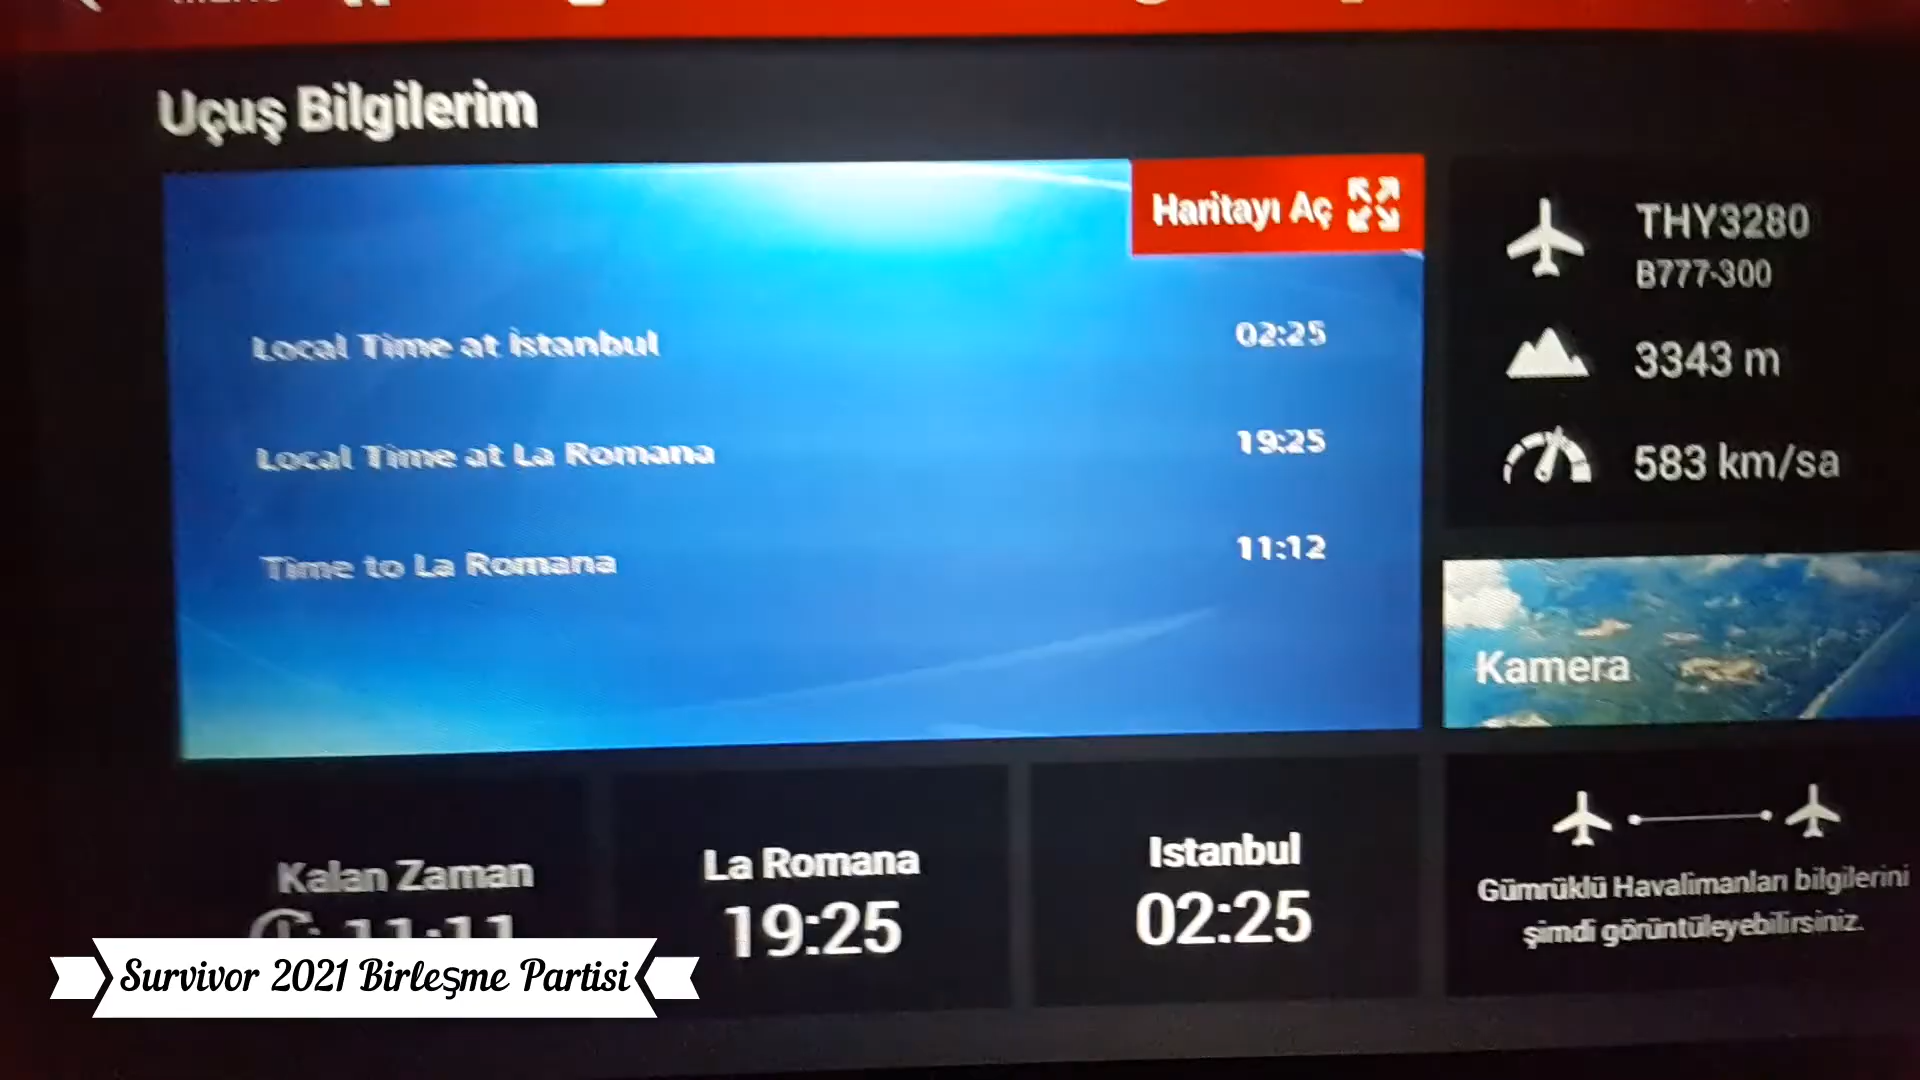 Uçuş Bilgilerim
Haritayı Aç
Local Time at İstanbul 02:25
Local Time at La Romana 19:25
Time to La Romana 11:12
THY3280
B777-300
3343 m
583 km/sa
Kamera
Kalan Zaman
11:11
La Romana
19:25
Istanbul
02:25
Gümrüklü Havalimanları bilgilerini
şimdi görüntüleyebilirsiniz.
Survivor 2021 Birleşme Partisi